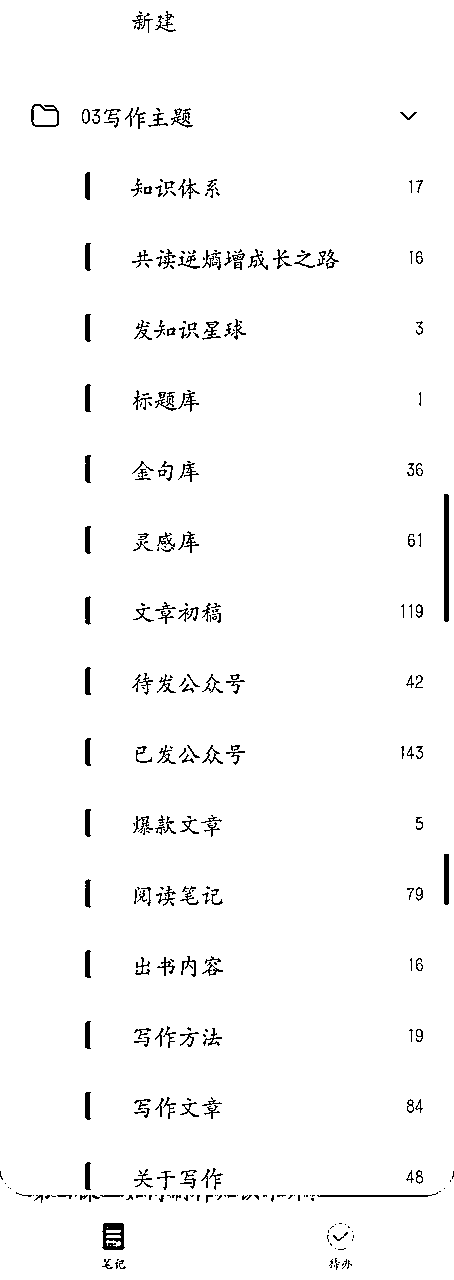 新建
03写作主题
知识体系 17
共读逆熵增成长之路 16
发知识星球 3
标题库 1
金句库 36
灵感库 61
文章初稿 119
待发公众号 42
已发公众号 143
爆款文章 5
阅读笔记 79
出书内容 16
写作方法 19
写作文章 84
关于写作 48
笔记 待办